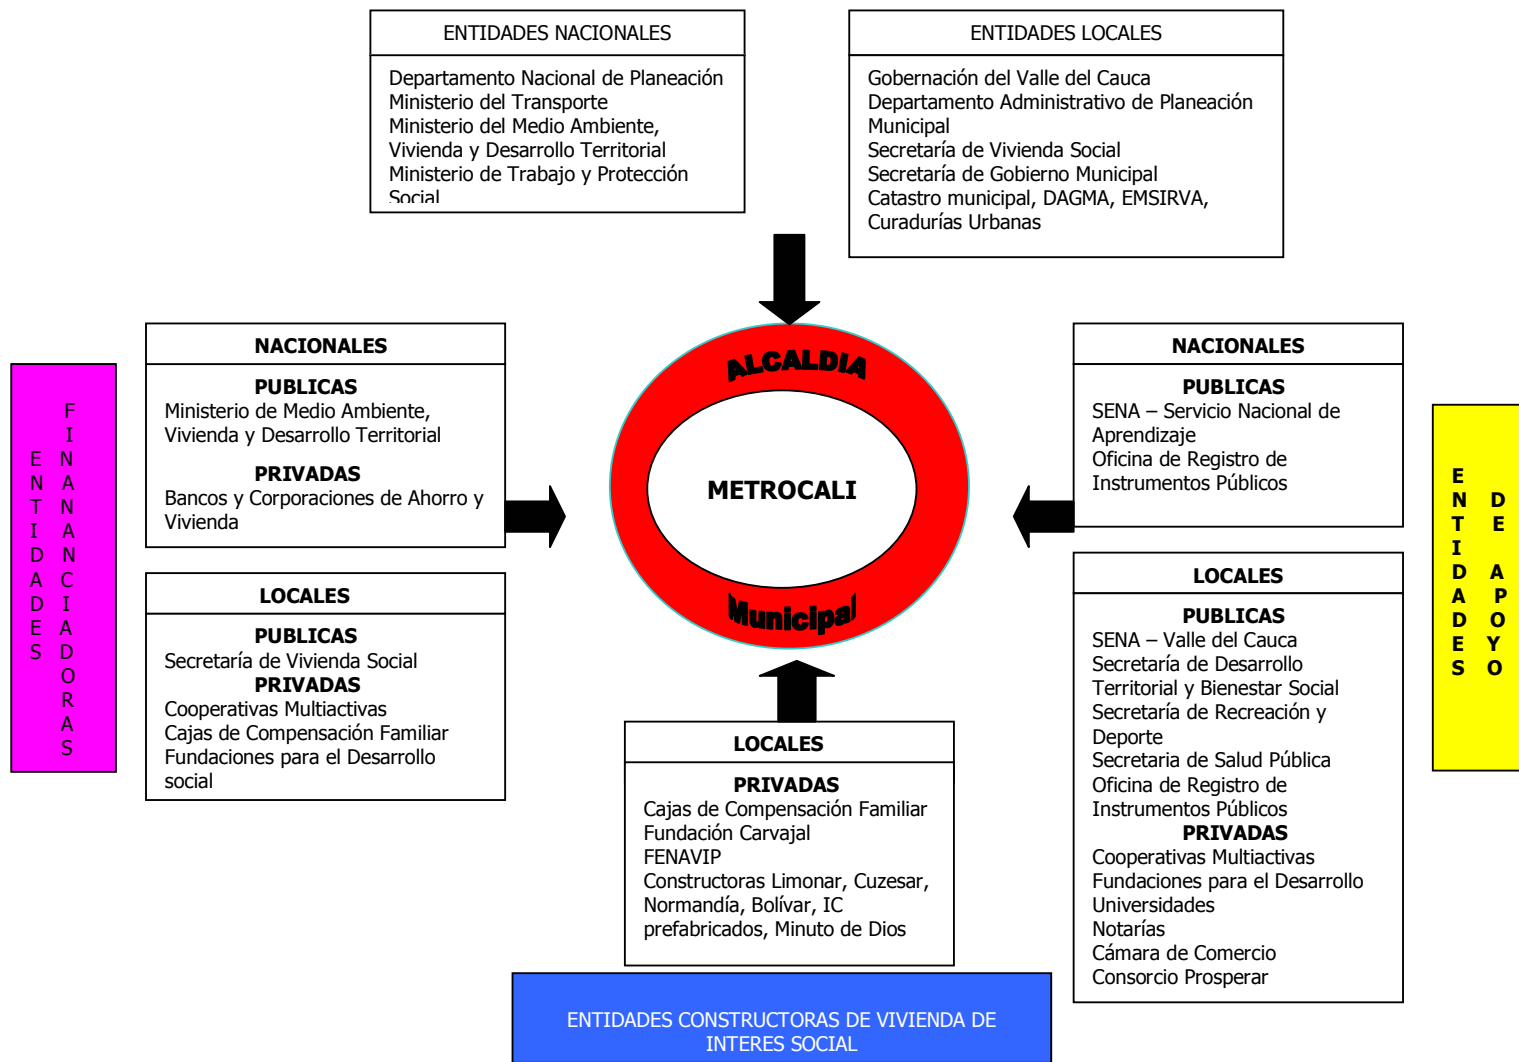 ENTIDADES NACIONALES
Departamento Nacional de Planeación
Ministerio del Transporte
Ministerio del Medio Ambiente,
Vivienda y Desarrollo Territorial
Ministerio de Trabajo y Protección
Social
ENTIDADES LOCALES
Gobernación del Valle del Cauca
Departamento Administrativo de Planeación
Municipal
Secretaría de Vivienda Social
Secretaría de Gobierno Municipal
Catastro municipal, DAGMA, EMSIRVA,
Curadurías Urbanas
ENTIDADES
FINANANCIADORAS
NACIONALES
PUBLICAS
Ministerio de Medio Ambiente,
Vivienda y Desarrollo Territorial
PRIVADAS
Bancos y Corporaciones de Ahorro y
Vivienda
LOCALES
PUBLICAS
Secretaría de Vivienda Social
PRIVADAS
Cooperativas Multiactivas
Cajas de Compensación Familiar
Fundaciones para el Desarrollo
social
ALCALDIA
METROCALI
Municipal
NACIONALES
PUBLICAS
SENA – Servicio Nacional de
Aprendizaje
Oficina de Registro de
Instrumentos Públicos
LOCALES
PUBLICAS
SENA – Valle del Cauca
Secretaría de Desarrollo
Territorial y Bienestar Social
Secretaría de Recreación y
Deporte
Secretaria de Salud Pública
Oficina de Registro de
Instrumentos Públicos
PRIVADAS
Cooperativas Multiactivas
Fundaciones para el Desarrollo
Universidades
Notarías
Cámara de Comercio
Consorcio Prosperar
ENTIDADES
DE APOYO
LOCALES
PRIVADAS
Cajas de Compensación Familiar
Fundación Carvajal
FENAVIP
Constructoras Limonar, Cuzesar,
Normandía, Bolívar, IC
prefabricados, Minuto de Dios
ENTIDADES CONSTRUCTORAS DE VIVIENDA DE
INTERES SOCIAL